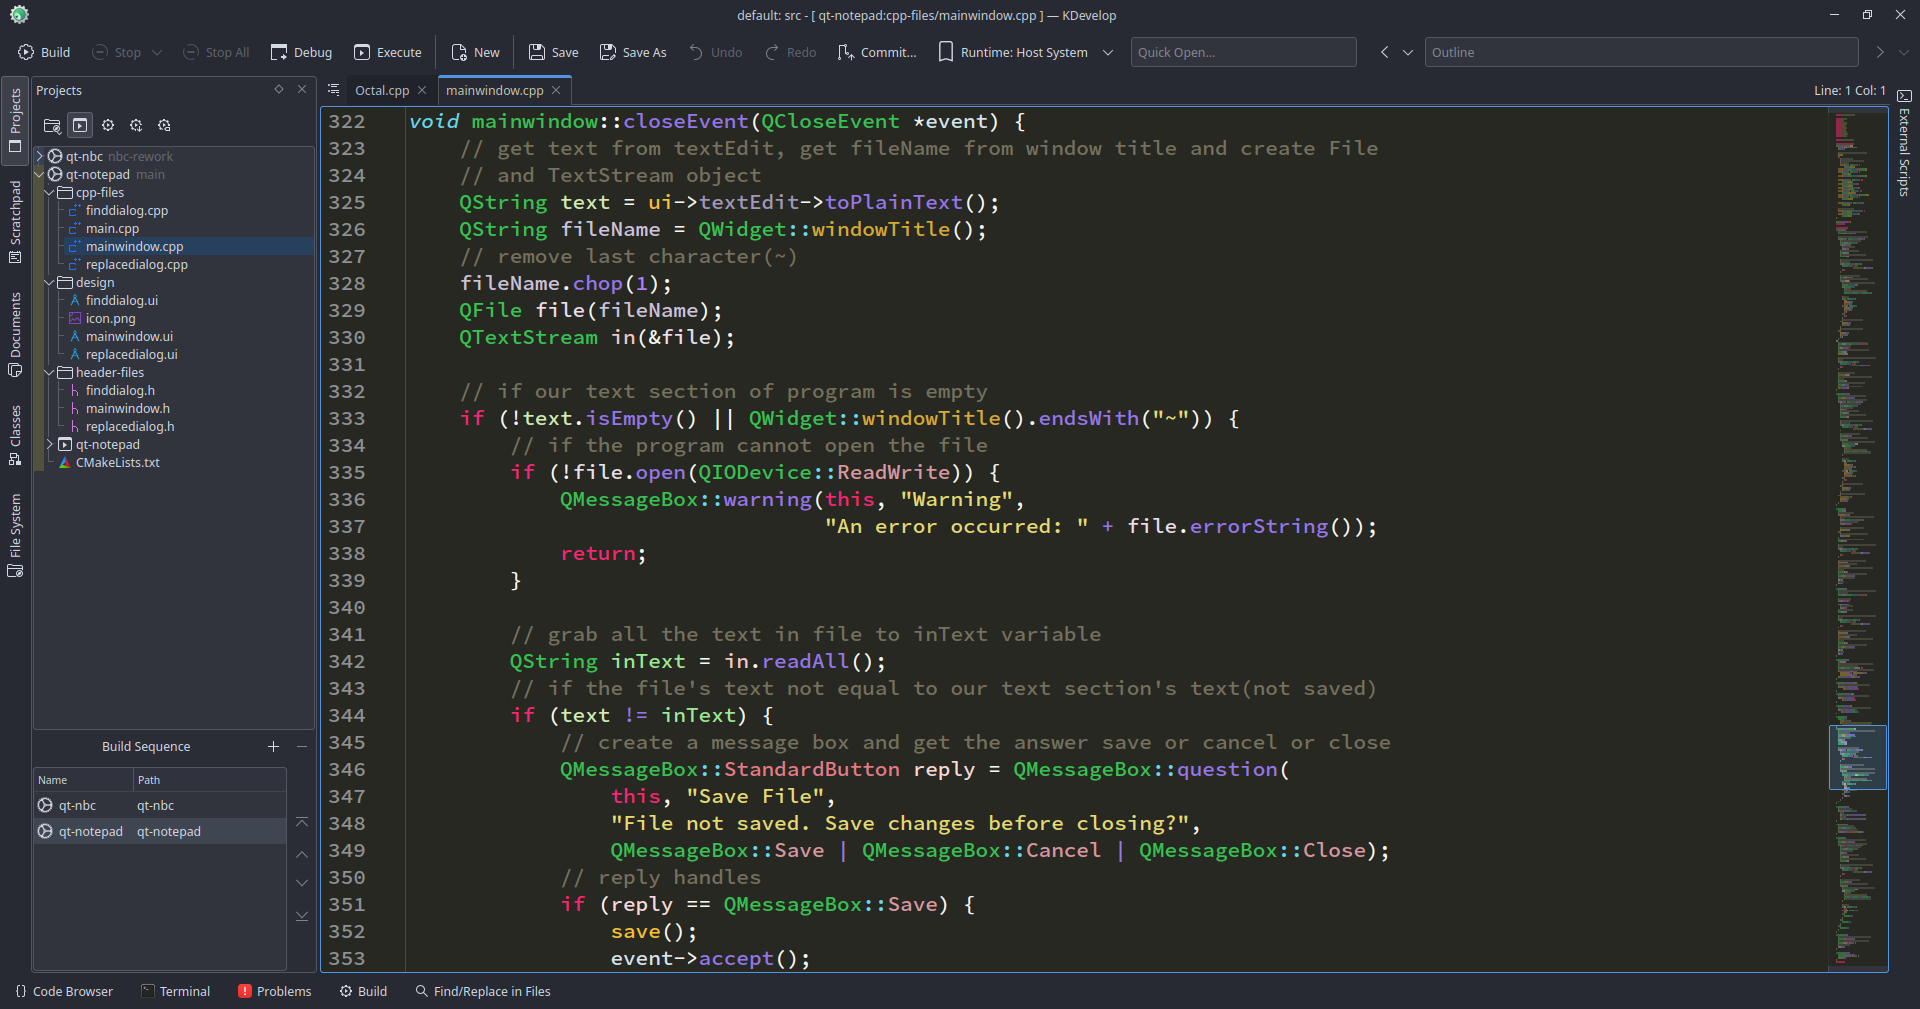 default: src - [ qt-notepad:cpp-files/mainwindow.cpp ] — KDevelop
Build Stop Stop All Debug Execute New Save Save As Undo Redo Commit... Runtime: Host System Quick Open... Outline
Projects
Scratchpad
Documents
Classes
File System
Projects
qt-nbc nbc-rework
qt-notepad main
cpp-files
finddialog.cpp
main.cpp
mainwindow.cpp
replacedialog.cpp
design
finddialog.ui
icon.png
mainwindow.ui
replacedialog.ui
header-files
finddialog.h
mainwindow.h
replacedialog.h
qt-notepad
CMakeLists.txt
Build Sequence
Name Path
qt-nbc qt-nbc
qt-notepad qt-notepad
Octal.cpp mainwindow.cpp Line: 1 Col: 1
322 void mainwindow::closeEvent(QCloseEvent *event) {
323 // get text from textEdit, get fileName from window title and create File
324 // and TextStream object
325 QString text = ui->textEdit->toPlainText();
326 QString fileName = QWidget::windowTitle();
327 // remove last character(~)
328 fileName.chop(1);
329 QFile file(fileName);
330 QTextStream in(&file);
331
332 // if our text section of program is empty
333 if (!text.isEmpty() || QWidget::windowTitle().endsWith("~")) {
334 // if the program cannot open the file
335 if (!file.open(QIODevice::ReadWrite)) {
336 QMessageBox::warning(this, "Warning",
337 "An error occurred: " + file.errorString());
338 return;
339 }
340
341 // grab all the text in file to inText variable
342 QString inText = in.readAll();
343 // if the file's text not equal to our text section's text(not saved)
344 if (text != inText) {
345 // create a message box and get the answer save or cancel or close
346 QMessageBox::StandardButton reply = QMessageBox::question(
347 this, "Save File",
348 "File not saved. Save changes before closing?",
349 QMessageBox::Save | QMessageBox::Cancel | QMessageBox::Close);
350 // reply handles
351 if (reply == QMessageBox::Save) {
352 save();
353 event->accept();
External Scripts
Code Browser Terminal Problems Build Find/Replace in Files